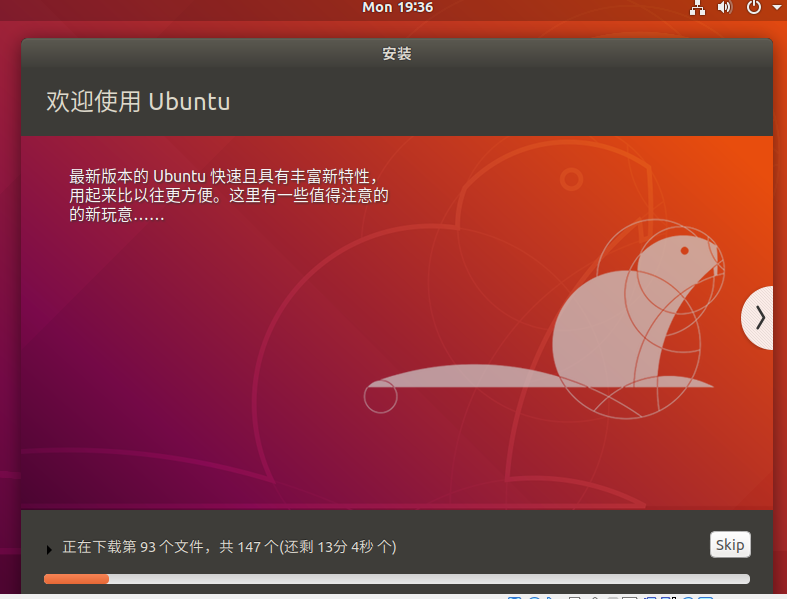 Mon 19:36
安装
欢迎使用 Ubuntu
最新版本的 Ubuntu 快速且具有丰富新特性，
用起来比以往更方便。这里有一些值得注意的
的新玩意……
正在下载第 93 个文件，共 147 个(还剩 13分 4秒 个)
Skip